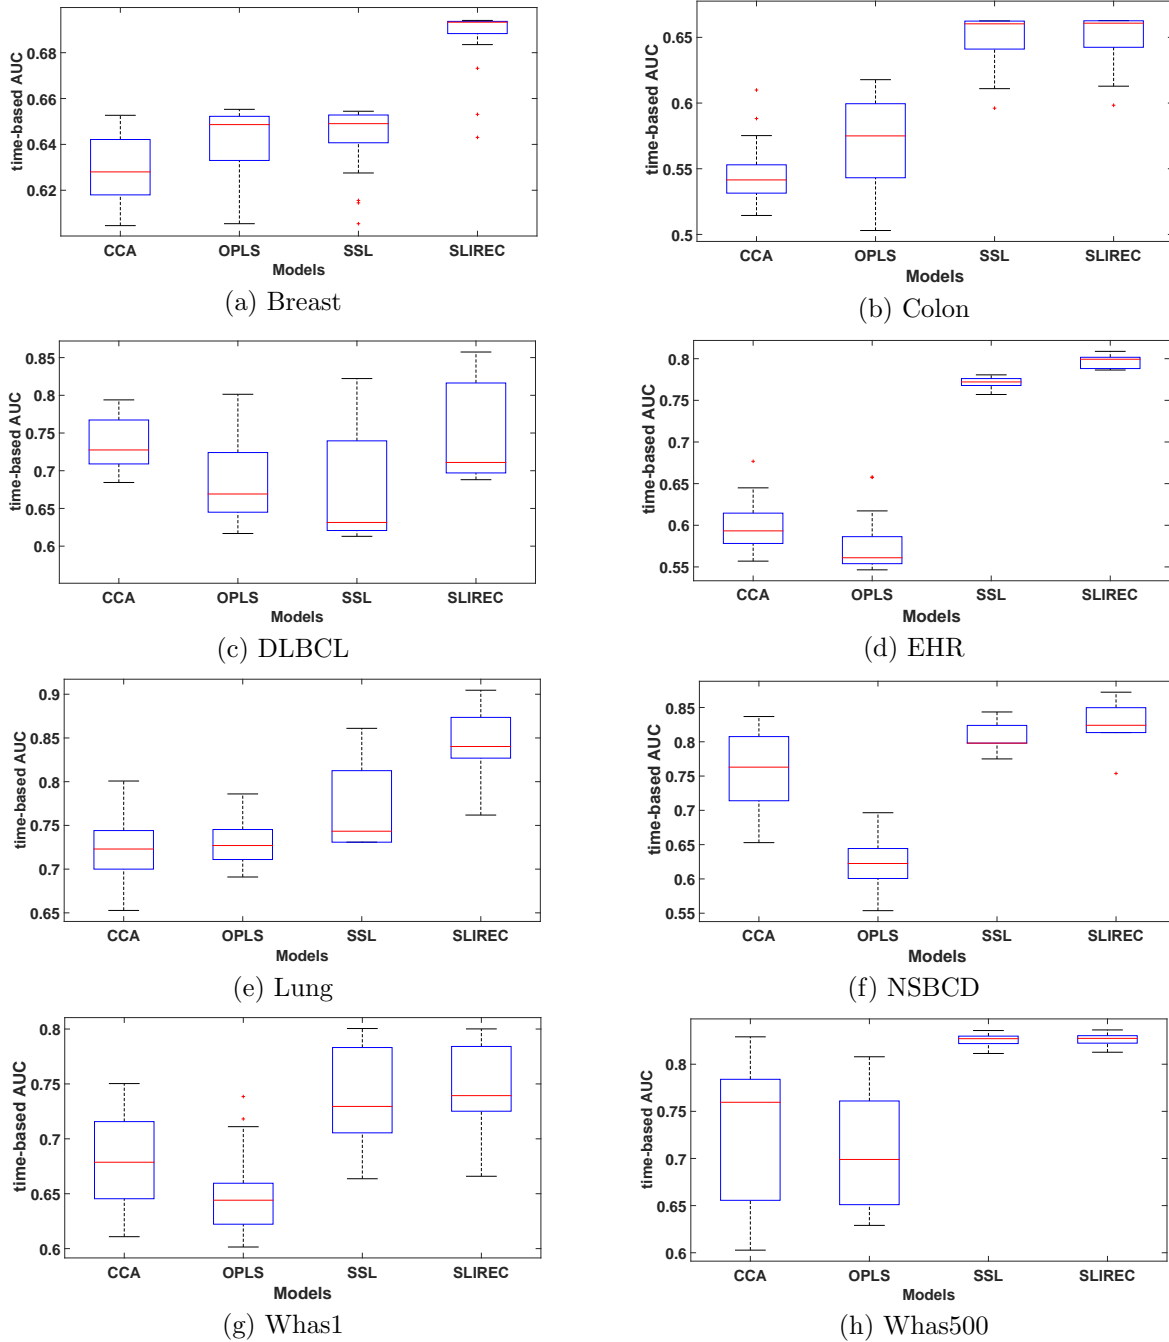 time-based AUC
0.68
0.66
0.64
0.62
CCA OPLS SSL SLIREC
Models
(a) Breast
time-based AUC
0.65
0.6
0.55
0.5
CCA OPLS SSL SLIREC
Models
(b) Colon
time-based AUC
0.85
0.8
0.75
0.7
0.65
0.6
CCA OPLS SSL SLIREC
Models
(c) DLBCL
time-based AUC
0.8
0.75
0.7
0.65
0.6
0.55
CCA OPLS SSL SLIREC
Models
(d) EHR
time-based AUC
0.9
0.85
0.8
0.75
0.7
0.65
CCA OPLS SSL SLIREC
Models
(e) Lung
time-based AUC
0.85
0.8
0.75
0.7
0.65
0.6
0.55
CCA OPLS SSL SLIREC
Models
(f) NSBCD
time-based AUC
0.8
0.75
0.7
0.65
0.6
CCA OPLS SSL SLIREC
Models
(g) Whas1
time-based AUC
0.8
0.75
0.7
0.65
0.6
CCA OPLS SSL SLIREC
Models
(h) Whas500